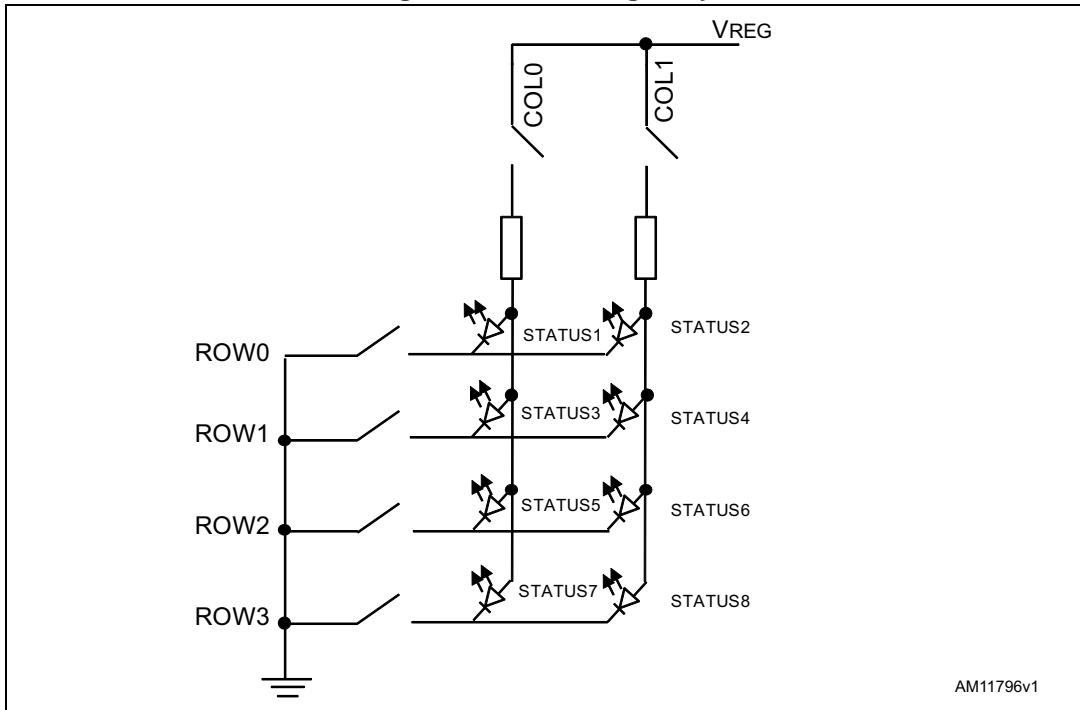 VREG
COL0
COL1
STATUS1
STATUS2
ROW0
STATUS3
STATUS4
ROW1
STATUS5
STATUS6
ROW2
STATUS7
STATUS8
ROW3
AM11796v1